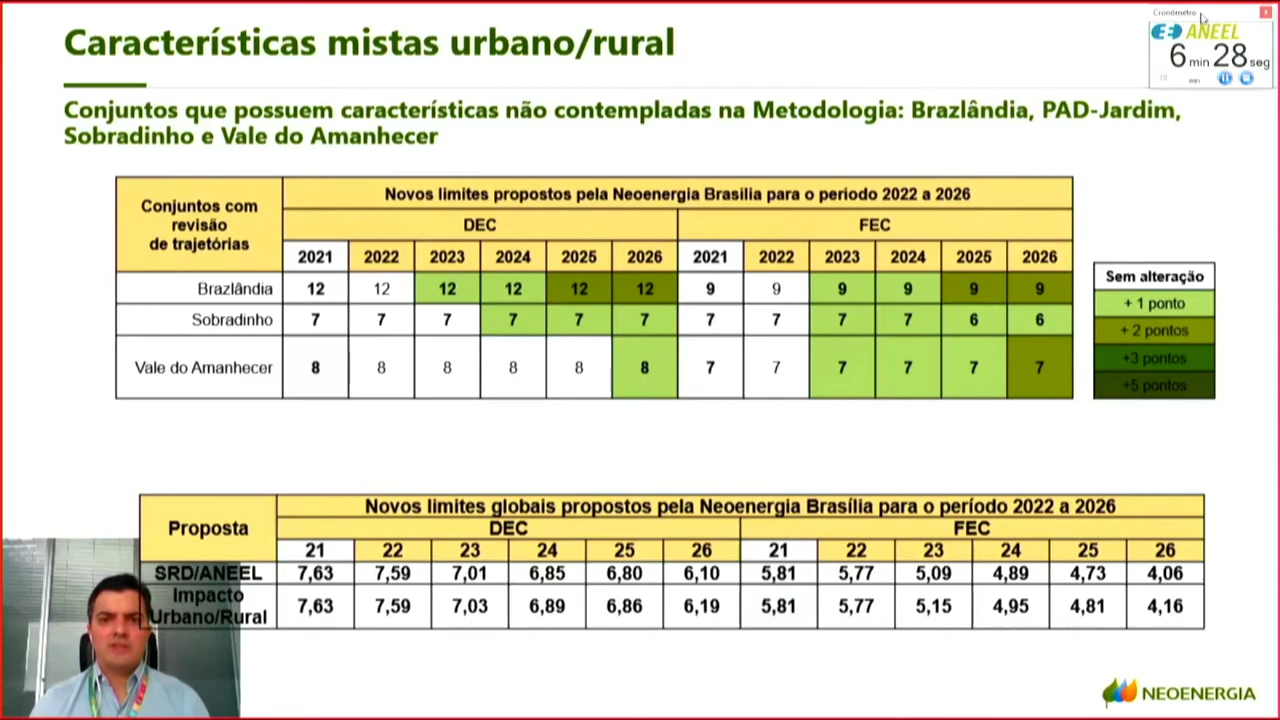 Cronômetro
ANEEL
6 min 28 seg
10 min
Características mistas urbano/rural
Conjuntos que possuem características não contempladas na Metodologia: Brazlândia, PAD-Jardim,
Sobradinho e Vale do Amanhecer
Conjuntos com
revisão
de trajetórias
Novos limites propostos pela Neoenergia Brasilia para o periodo 2022 a 2026
DEC FEC
2021 2022 2023 2024 2025 2026 2021 2022 2023 2024 2025 2026
Brazlândia 12 12 12 12 12 12 9 9 9 9 9 9
Sobradinho 7 7 7 7 7 7 7 7 7 7 6 6
Vale do Amanhecer 8 8 8 8 8 8 7 7 7 7 7 7
Sem alteração
+ 1 ponto
+ 2 pontos
+3 pontos
+5 pontos
Proposta
Novos limites globais propostos pela Neoenergia Brasília para o período 2022 a 2026
DEC FEC
21 22 23 24 25 26 21 22 23 24 25 26
SRD/ANEEL 7,63 7,59 7,01 6,85 6,80 6,10 5,81 5,77 5,09 4,89 4,73 4,06
Impacto
Urbano/Rural 7,63 7,59 7,03 6,89 6,86 6,19 5,81 5,77 5,15 4,95 4,81 4,16
NEOENERGIA